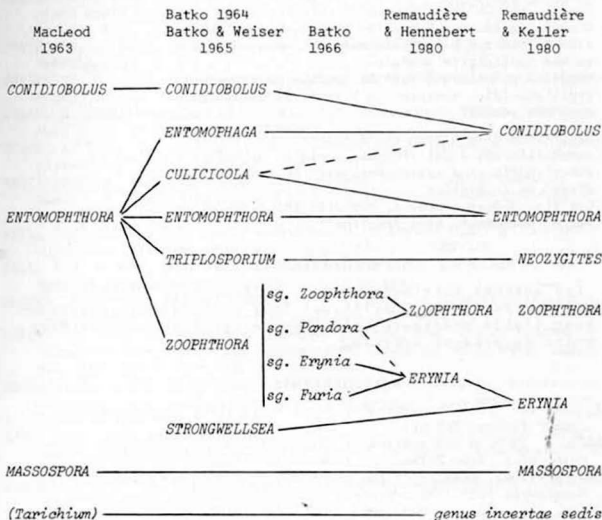 Batko 1964 Remaudière Remaudière
MacLeod Batko & Weiser Batko & Hennebert & Keller
1963 1965 1966 1980 1980
CONIDIOBOLUS CONIDIOBOLUS
ENTOMOPHAGA CONIDIOBOLUS
CULICICOLA
ENTOMOPHTHORA ENTOMOPHTHORA ENTOMOPHTHORA
TRIPLOSPORIUM NEOZYGITES
sg. Zoophthora ZOOPHTHORA ZOOPHTHORA
sg. Pandora
ZOOPHTHORA
sg. Erynia ERYNIA
sg. Furia ERYNIA
STRONGWELLSEA
MASSOSPORA MASSOSPORA
(Tarichium) genus incertae sedis